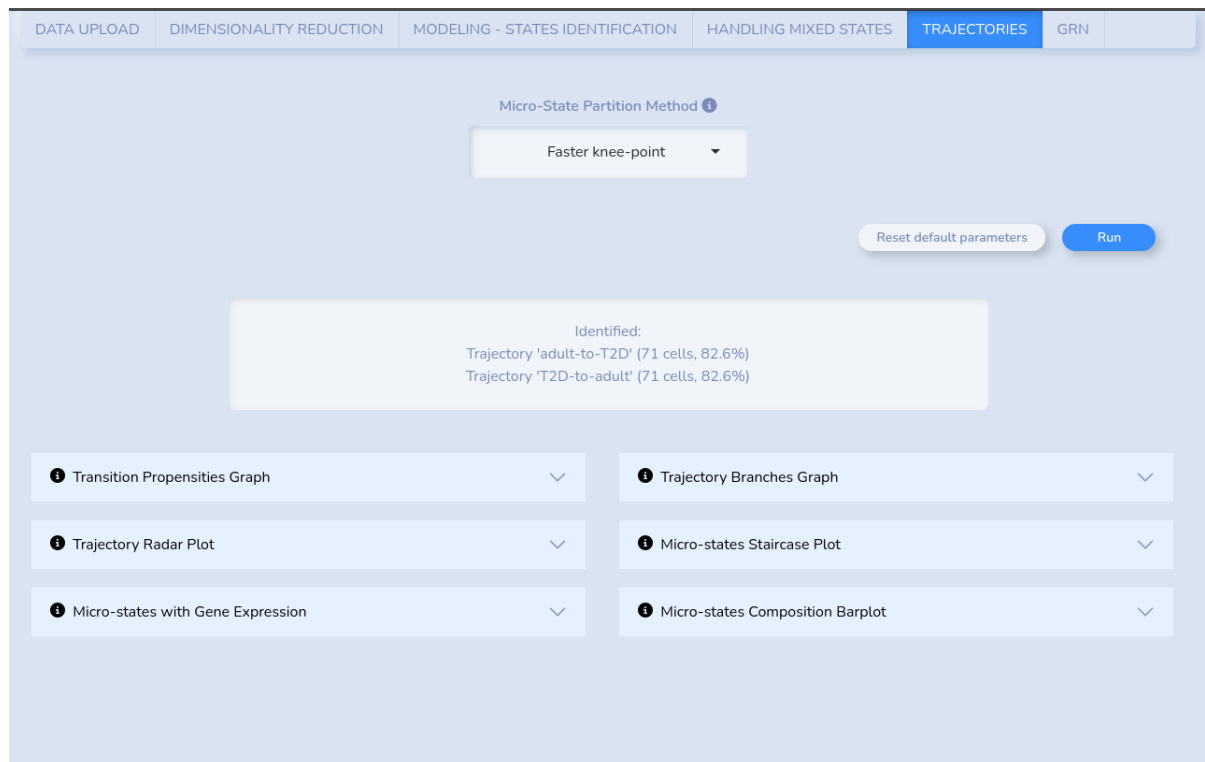 DATA UPLOAD DIMENSIONALITY REDUCTION MODELING - STATES IDENTIFICATION HANDLING MIXED STATES TRAJECTORIES GRN
Micro-State Partition Method
Faster knee-point
Reset default parameters Run
Identified:
Trajectory 'adult-to-T2D' (71 cells, 82.6%)
Trajectory 'T2D-to-adult' (71 cells, 82.6%)
Transition Propensities Graph Trajectory Branches Graph
Trajectory Radar Plot Micro-states Staircase Plot
Micro-states with Gene Expression Micro-states Composition Barplot